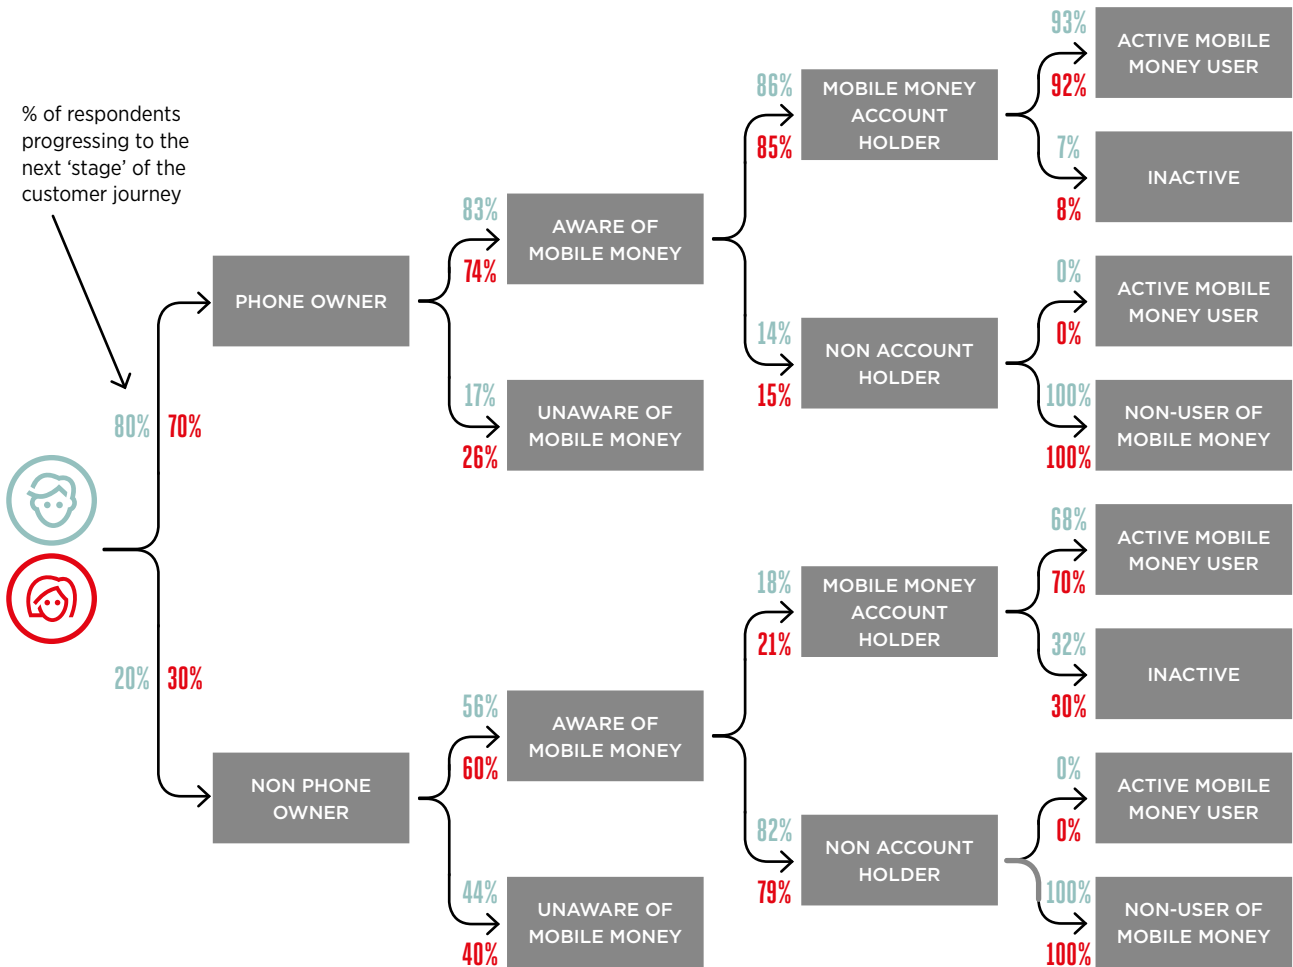 % of respondents
progressing to the
next ‘stage’ of the
customer journey
80% 70%
20% 30%
PHONE OWNER
NON PHONE
OWNER
83%
74%
AWARE OF
MOBILE MONEY
17%
26%
UNAWARE OF
MOBILE MONEY
56%
60%
AWARE OF
MOBILE MONEY
44%
40%
UNAWARE OF
MOBILE MONEY
86%
85%
MOBILE MONEY
ACCOUNT
HOLDER
14%
15%
NON ACCOUNT
HOLDER
18%
21%
MOBILE MONEY
ACCOUNT
HOLDER
82%
79%
NON ACCOUNT
HOLDER
93%
92%
ACTIVE MOBILE
MONEY USER
7%
8%
INACTIVE
0%
0%
ACTIVE MOBILE
MONEY USER
100%
100%
NON-USER OF
MOBILE MONEY
68%
70%
ACTIVE MOBILE
MONEY USER
32%
30%
INACTIVE
0%
0%
ACTIVE MOBILE
MONEY USER
100%
100%
NON-USER OF
MOBILE MONEY